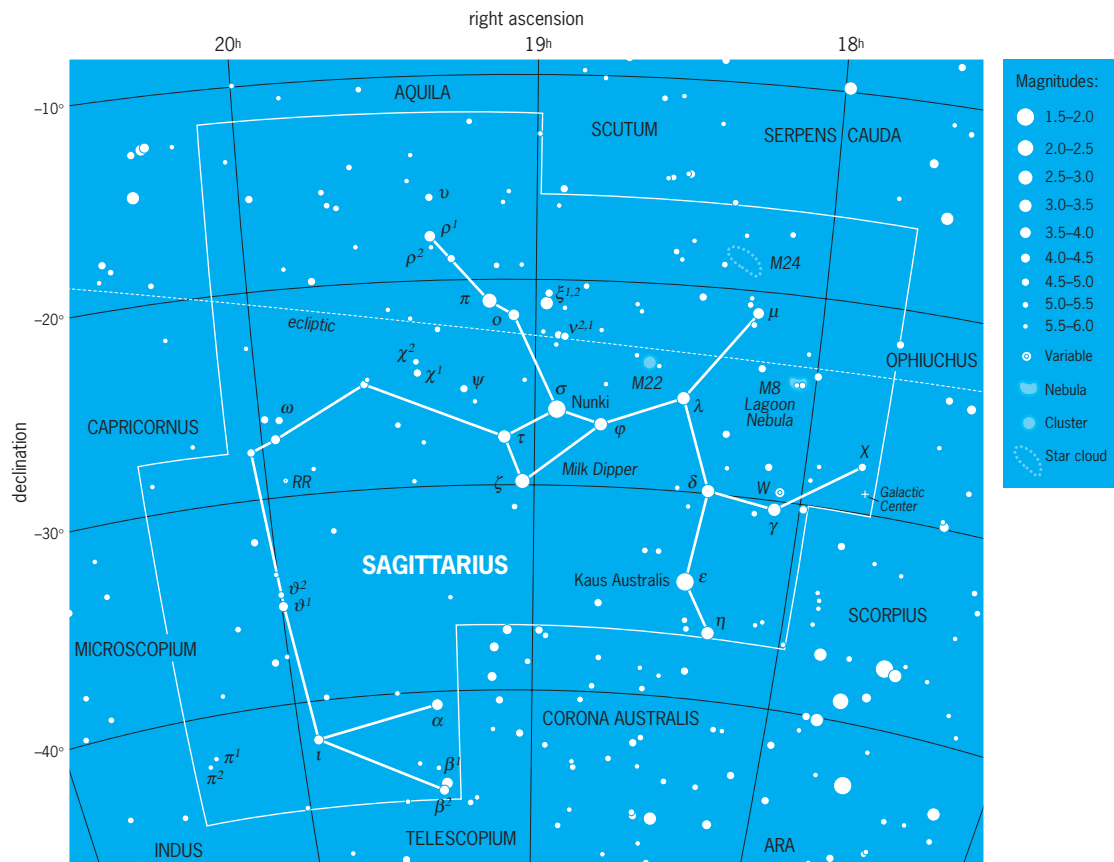 right ascension
20h
19h
18h
Magnitudes:
1.5–2.0
2.0–2.5
2.5–3.0
3.0–3.5
3.5–4.0
4.0–4.5
4.5–5.0
5.0–5.5
5.5–6.0
Variable
Nebula
Cluster
Star cloud
declination
–10°
–20°
–30°
–40°
AQUILA
SCUTUM
SERPENS CAUDA
υ
ρ1
ρ2
M24
π
ο
ξ1,2
μ
ecliptic
ν2,1
OPHIUCHUS
χ2
χ1
ψ
M22
M8
Lagoon
Nebula
σ
Nunki
λ
φ
ω
CAPRICORNUS
τ
ζ
Milk Dipper
X
RR
δ
W
γ
Galactic
Center
SAGITTARIUS
Kaus Australis
ε
ϑ2
ϑ1
η
SCORPIUS
MICROSCOPIUM
α
CORONA AUSTRALIS
ι
π1
π2
β1
β2
TELESCOPIUM
INDUS
ARA